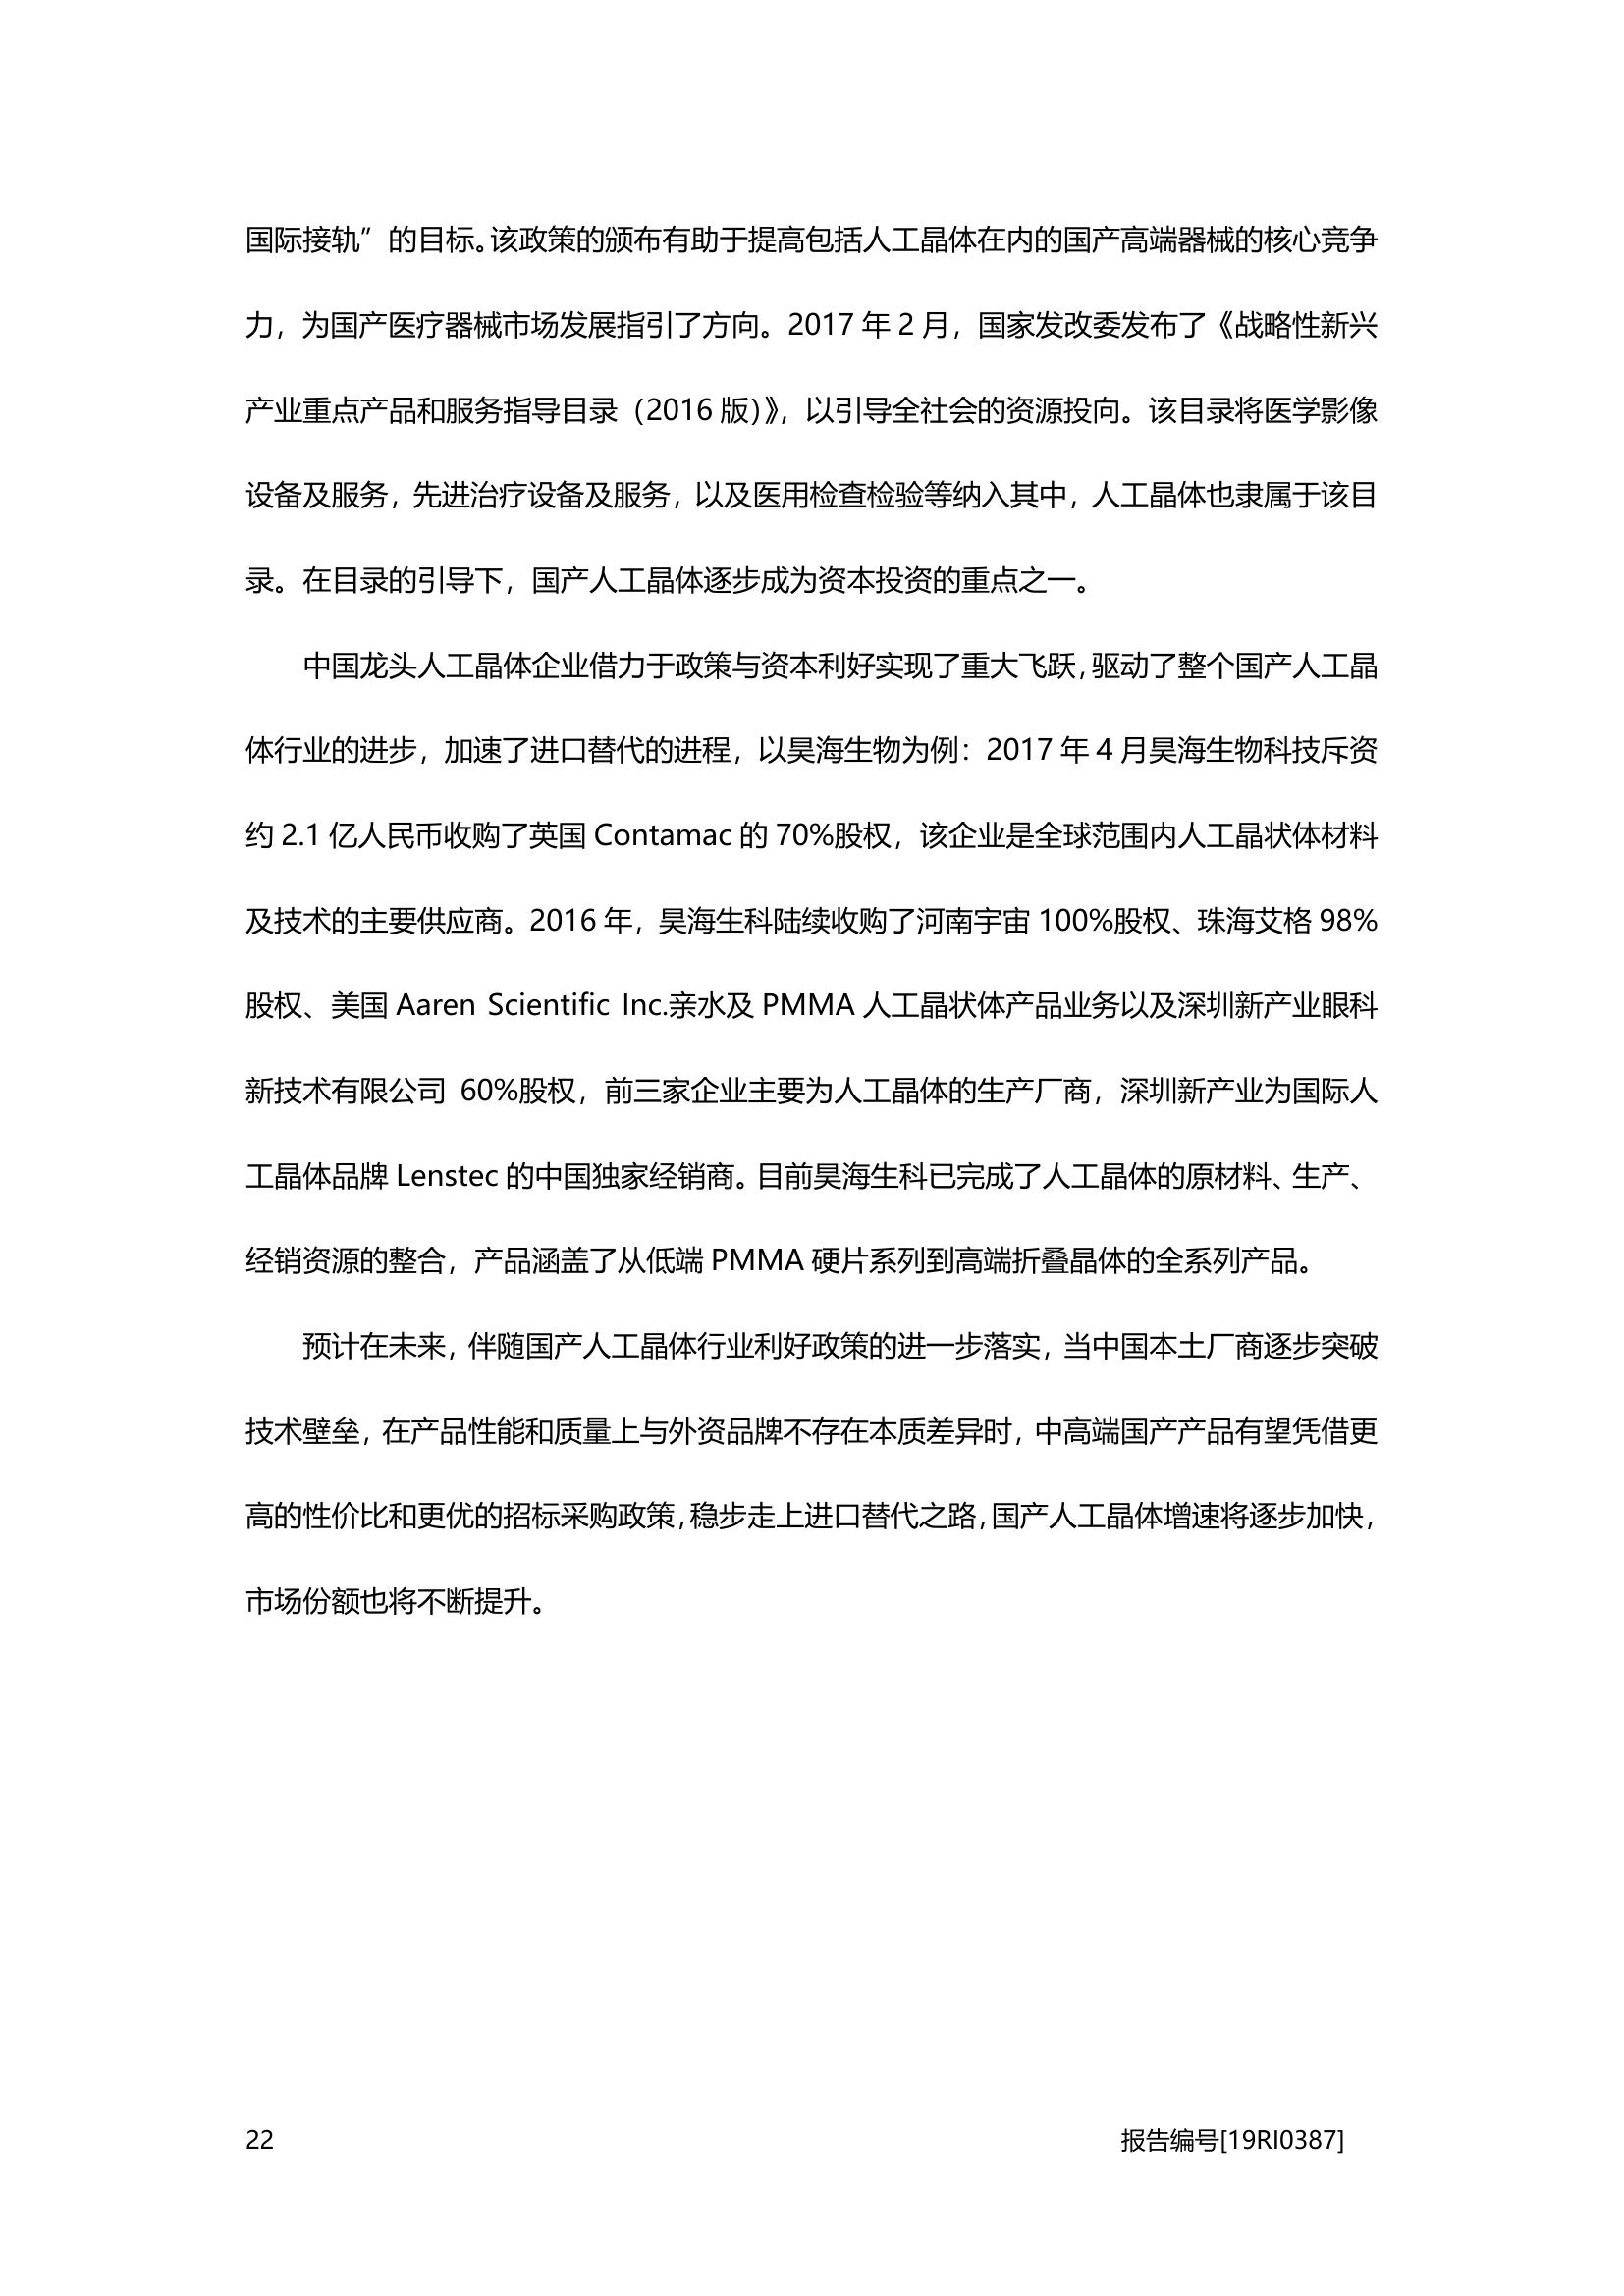 国际接轨”的目标。该政策的颁布有助于提高包括人工晶体在内的国产高端器械的核心竞争
力，为国产医疗器械市场发展指引了方向。2017 年 2 月，国家发改委发布了《战略性新兴
产业重点产品和服务指导目录（2016 版）》，以引导全社会的资源投向。该目录将医学影像
设备及服务，先进治疗设备及服务，以及医用检查检验等纳入其中，人工晶体也隶属于该目
录。在目录的引导下，国产人工晶体逐步成为资本投资的重点之一。
中国龙头人工晶体企业借力于政策与资本利好实现了重大飞跃，驱动了整个国产人工晶
体行业的进步，加速了进口替代的进程，以昊海生物为例：2017 年 4 月昊海生物科技斥资
约 2.1 亿人民币收购了英国 Contamac 的 70%股权，该企业是全球范围内人工晶状体材料
及技术的主要供应商。2016 年，昊海生科陆续收购了河南宇宙 100%股权、珠海艾格 98%
股权、美国 Aaren Scientific Inc.亲水及 PMMA 人工晶状体产品业务以及深圳新产业眼科
新技术有限公司 60%股权，前三家企业主要为人工晶体的生产厂商，深圳新产业为国际人
工晶体品牌 Lenstec 的中国独家经销商。目前昊海生科已完成了人工晶体的原材料、生产、
经销资源的整合，产品涵盖了从低端 PMMA 硬片系列到高端折叠晶体的全系列产品。
预计在未来，伴随国产人工晶体行业利好政策的进一步落实，当中国本土厂商逐步突破
技术壁垒，在产品性能和质量上与外资品牌不存在本质差异时，中高端国产产品有望凭借更
高的性价比和更优的招标采购政策，稳步走上进口替代之路，国产人工晶体增速将逐步加快，
市场份额也将不断提升。
22 报告编号[19RI0387]